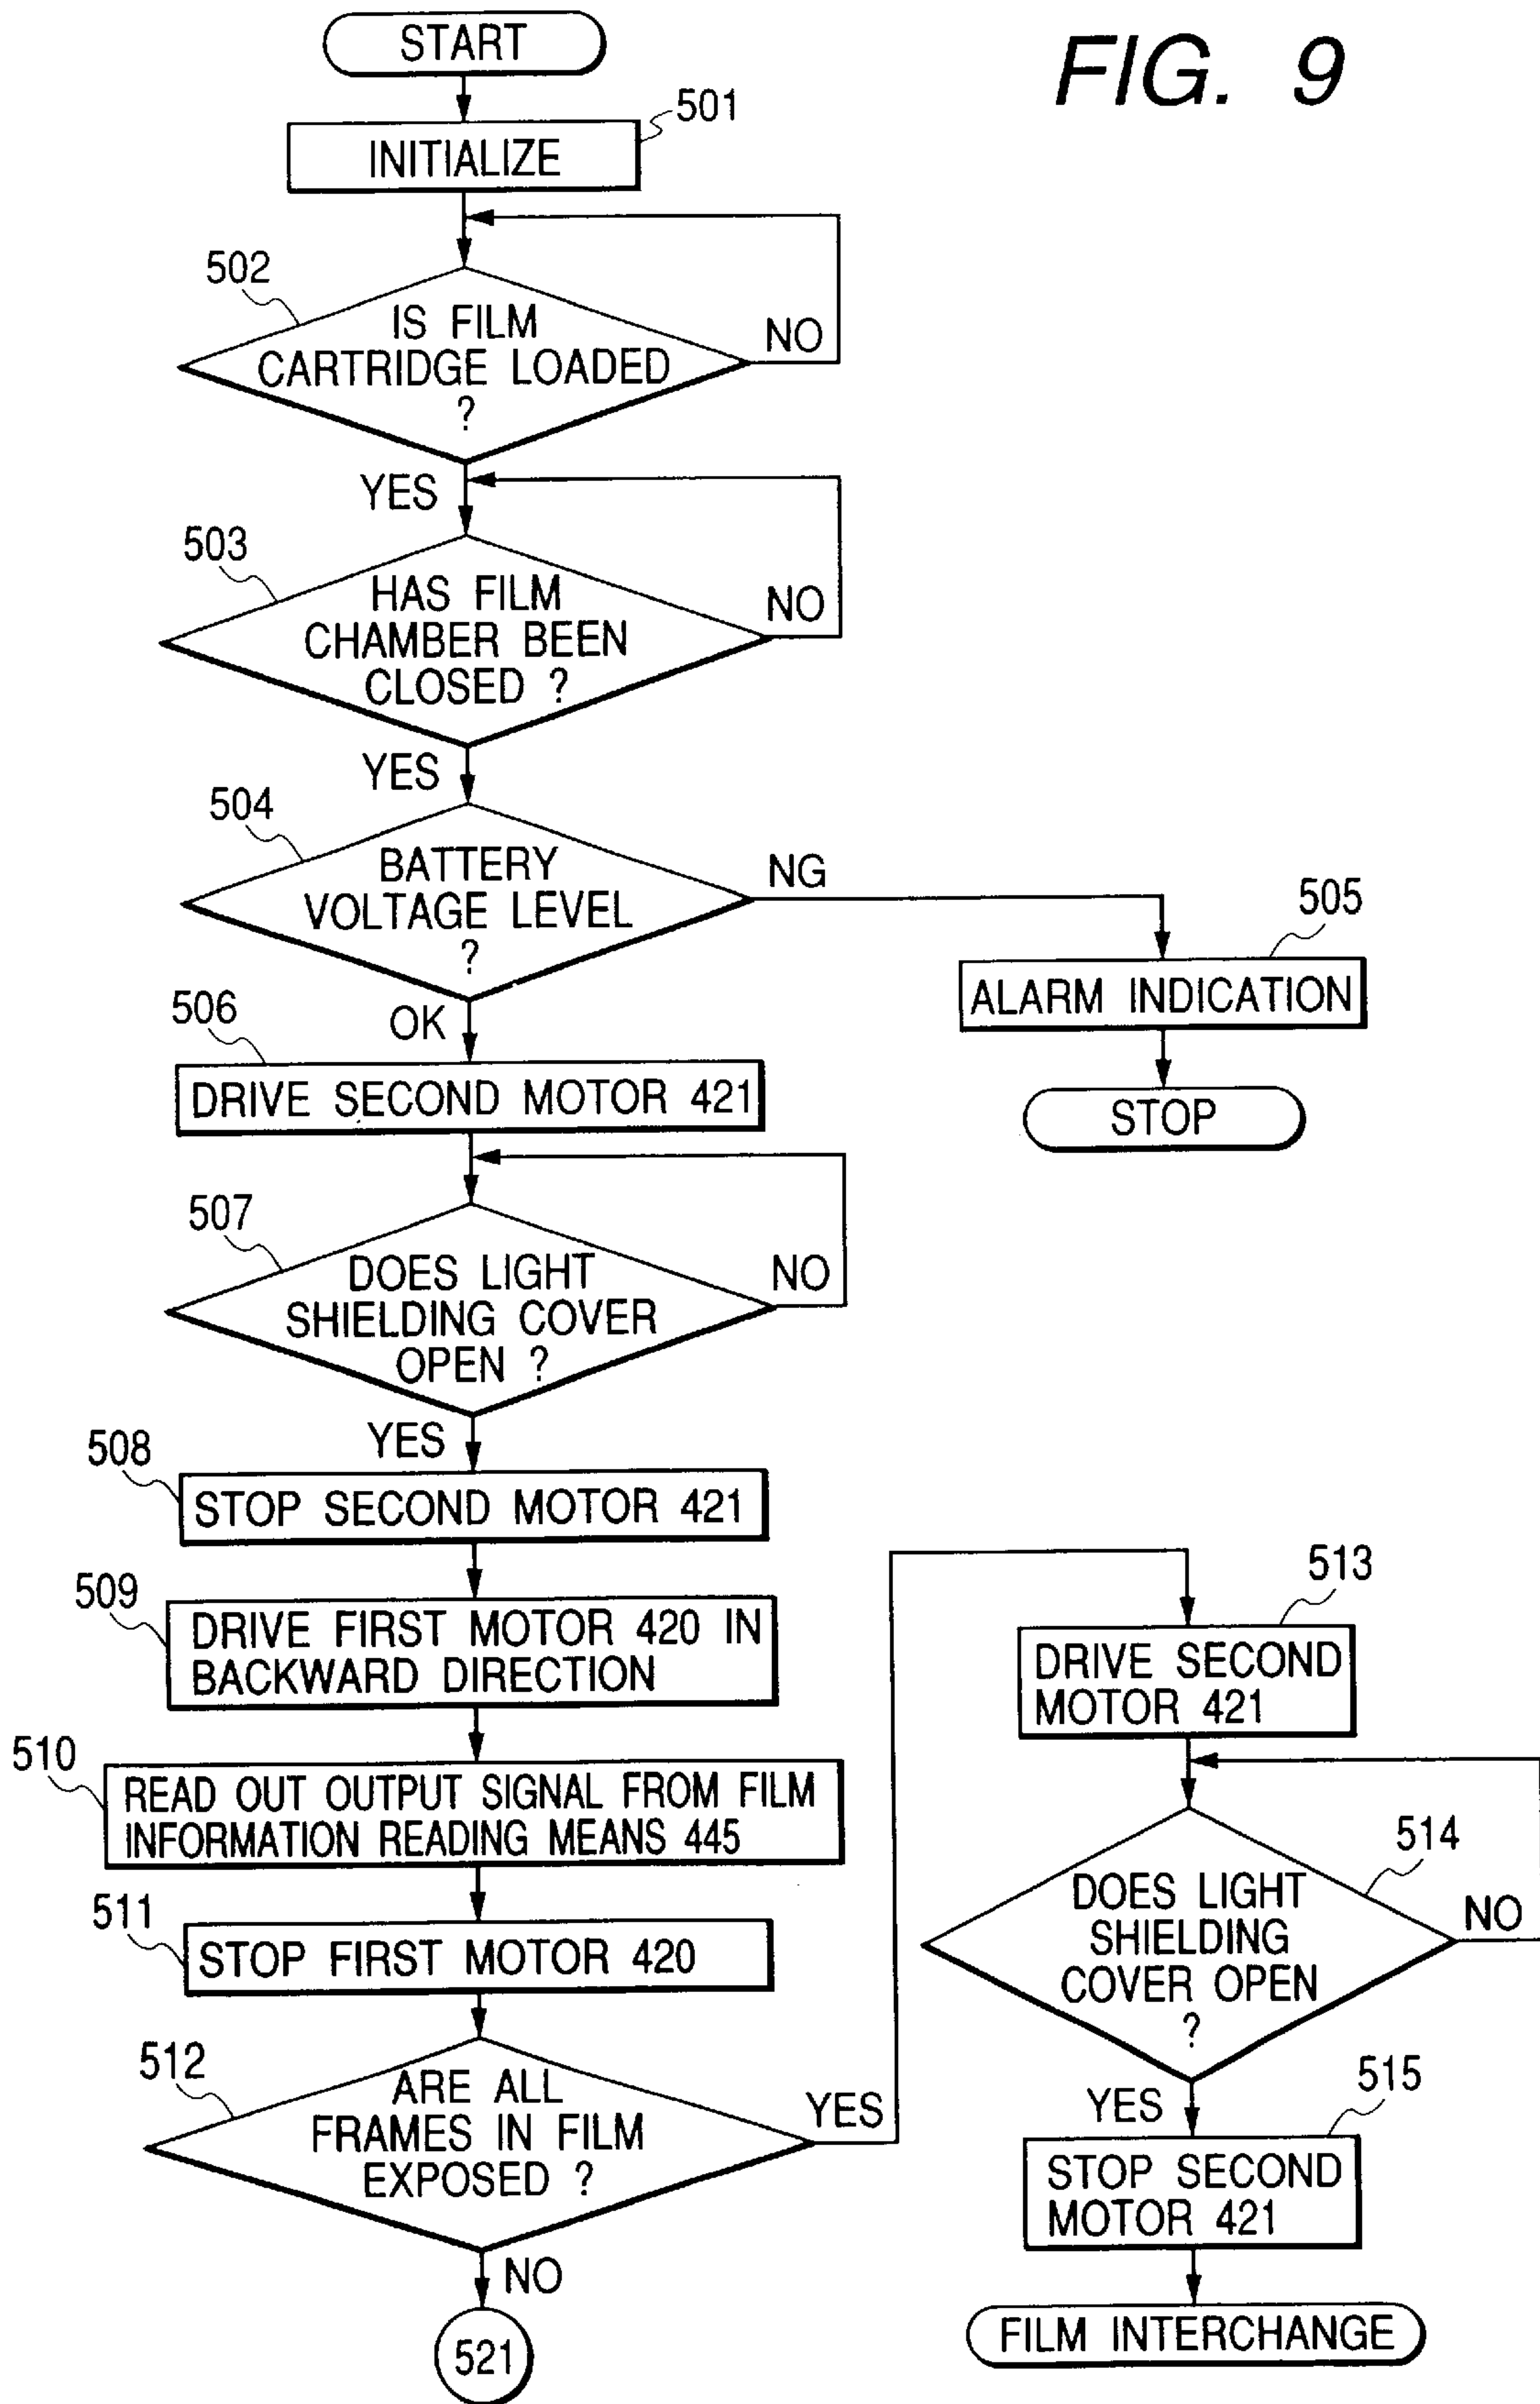 FIG. 9
START
501
INITIALIZE
502
IS FILM
CARTRIDGE LOADED
?
NO
YES
503
HAS FILM
CHAMBER BEEN
CLOSED ?
NO
YES
504
BATTERY
VOLTAGE LEVEL
?
NG
505
ALARM INDICATION
STOP
OK
506
DRIVE SECOND MOTOR 421
507
DOES LIGHT
SHIELDING COVER
OPEN ?
NO
YES
508
STOP SECOND MOTOR 421
509
DRIVE FIRST MOTOR 420 IN
BACKWARD DIRECTION
510
READ OUT OUTPUT SIGNAL FROM FILM
INFORMATION READING MEANS 445
511
STOP FIRST MOTOR 420
512
ARE ALL
FRAMES IN FILM
EXPOSED ?
YES
NO
521
513
DRIVE SECOND
MOTOR 421
514
DOES LIGHT
SHIELDING
COVER OPEN
?
NO
YES
515
STOP SECOND
MOTOR 421
FILM INTERCHANGE